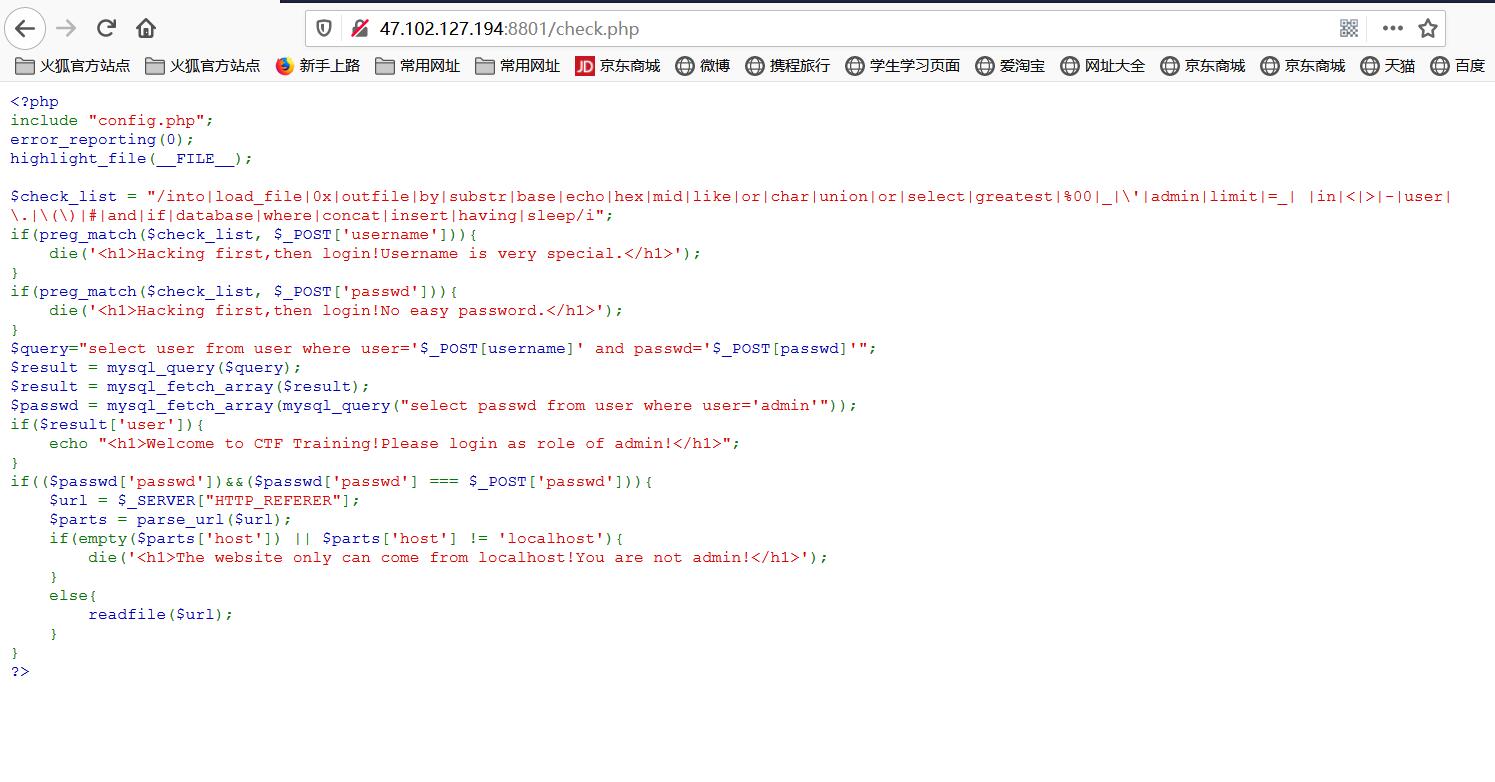 47.102.127.194:8801/check.php
火狐官方站点 火狐官方站点 新手上路 常用网址 常用网址 JD 京东商城 微博 携程旅行 学生学习页面 爱淘宝 网址大全 京东商城 京东商城 天猫 百度
<?php
include "config.php";
error_reporting(0);
highlight_file(__FILE__);
$check_list = "/into|load_file|0x|outfile|by|substr|base|echo|hex|mid|like|or|char|union|or|select|greatest|%00|_|\'|admin|limit|=_| |in|<|>|-|user|
\.|\(\)|#|and|if|database|where|concat|insert|having|sleep/i";
if(preg_match($check_list, $_POST['username'])){
    die('<h1>Hacking first,then login!Username is very special.</h1>');
}
if(preg_match($check_list, $_POST['passwd'])){
    die('<h1>Hacking first,then login!No easy password.</h1>');
}
$query="select user from user where user='$_POST[username]' and passwd='$_POST[passwd]'";
$result = mysql_query($query);
$result = mysql_fetch_array($result);
$passwd = mysql_fetch_array(mysql_query("select passwd from user where user='admin'"));
if($result['user']){
    echo "<h1>Welcome to CTF Training!Please login as role of admin!</h1>";
}
if(($passwd['passwd'])&&($passwd['passwd'] === $_POST['passwd'])){
    $url = $_SERVER["HTTP_REFERER"];
    $parts = parse_url($url);
    if(empty($parts['host']) || $parts['host'] != 'localhost'){
        die('<h1>The website only can come from localhost!You are not admin!</h1>');
    }
    else{
        readfile($url);
    }
}
?>